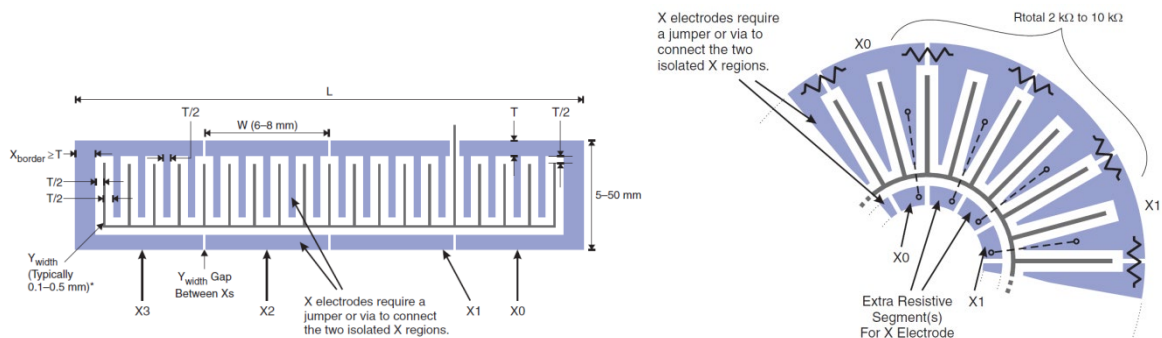 L
T/2
W (6–8 mm)
T
T/2
Xborder ≥T
T/2
T/2
5–50 mm
Ywidth
(Typically
0.1–0.5 mm)*
X3
Ywidth Gap
Between Xs
X2
X electrodes require a
jumper or via to connect
the two isolated X regions.
X1
X0
X electrodes require
a jumper or via to
connect the two
isolated X regions.
X0
Rtotal 2 kΩ to 10 kΩ
X1
X0
Extra Resistive
Segment(s)
For X Electrode
X1